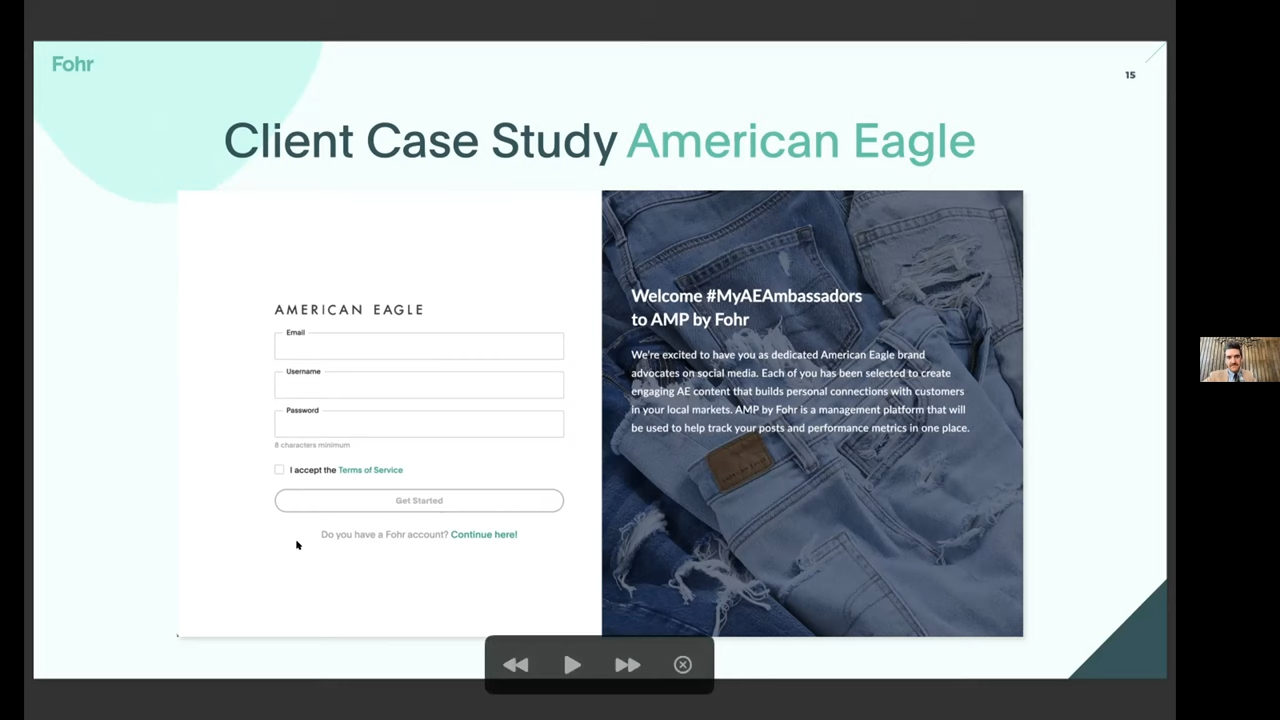 Fohr
15
Client Case Study American Eagle
AMERICAN EAGLE
Email
Username
Password
8 characters minimum
I accept the Terms of Service
Get Started
Do you have a Fohr account? Continue here!
Welcome #MyAEAmbassadors
to AMP by Fohr
We're excited to have you as dedicated American Eagle brand
advocates on social media. Each of you has been selected to create
engaging AE content that builds personal connections with customers
in your local markets. AMP by Fohr is a management platform that will
be used to help track your posts and performance metrics in one place.